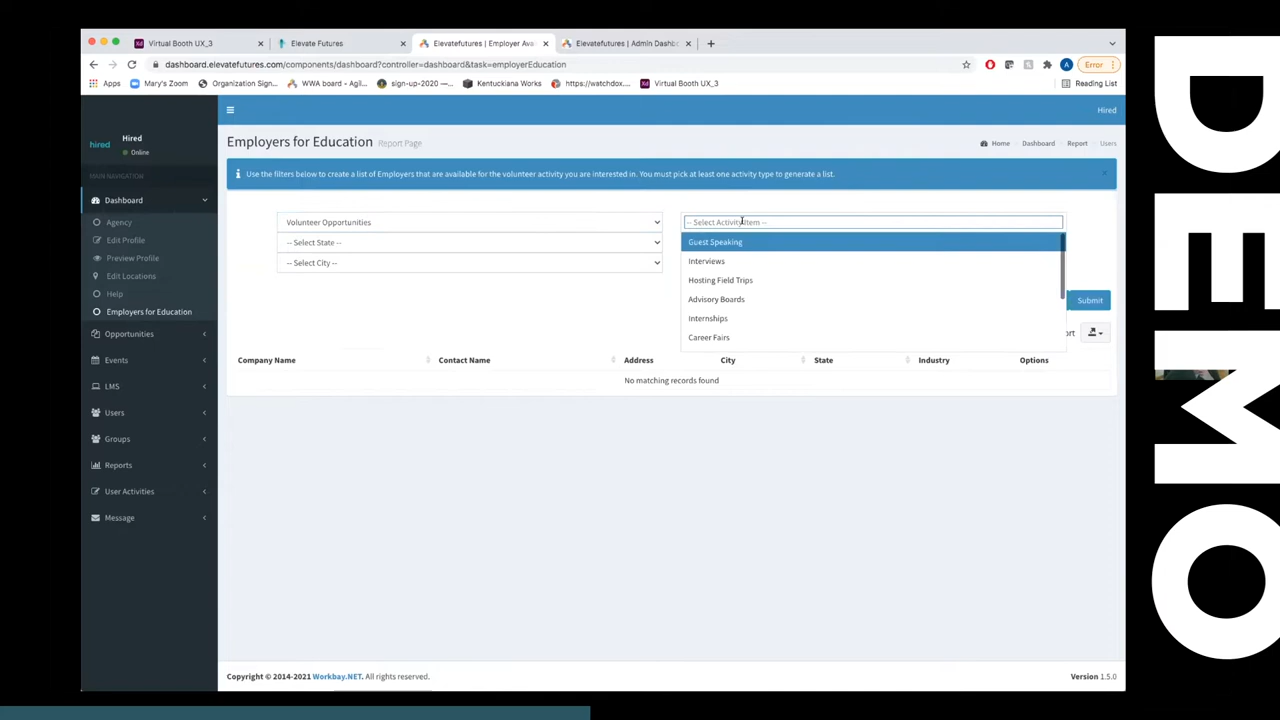 Virtual Booth UX_3
Elevate Futures
Elevatefutures | Employer Ava
Elevatefutures | Admin Dashb
dashboard.elevatefutures.com/components/dashboard?controller=dashboard&task=employerEducation
A
Error
Apps
Mary's Zoom
Organization Sign...
WWA board - Agil...
sign-up-2020 —...
Kentuckiana Works
https://watchdox....
Virtual Booth UX_3
Reading List
hired
Hired
Online
Hired
MAIN NAVIGATION
Dashboard
Agency
Edit Profile
Preview Profile
Edit Locations
Help
Employers for Education
Opportunities
Events
LMS
Users
Groups
Reports
User Activities
Message
Employers for Education Report Page
Home Dashboard Report Users
Use the filters below to create a list of Employers that are available for the volunteer activity you are interested in. You must pick at least one activity type to generate a list.
Volunteer Opportunities
-- Select State --
-- Select City --
-- Select Activity Item --
Guest Speaking
Interviews
Hosting Field Trips
Advisory Boards
Internships
Career Fairs
Submit
ort
Company Name Contact Name Address City State Industry Options
No matching records found
Copyright © 2014-2021 Workbay.NET. All rights reserved.
Version 1.5.0
DEMO